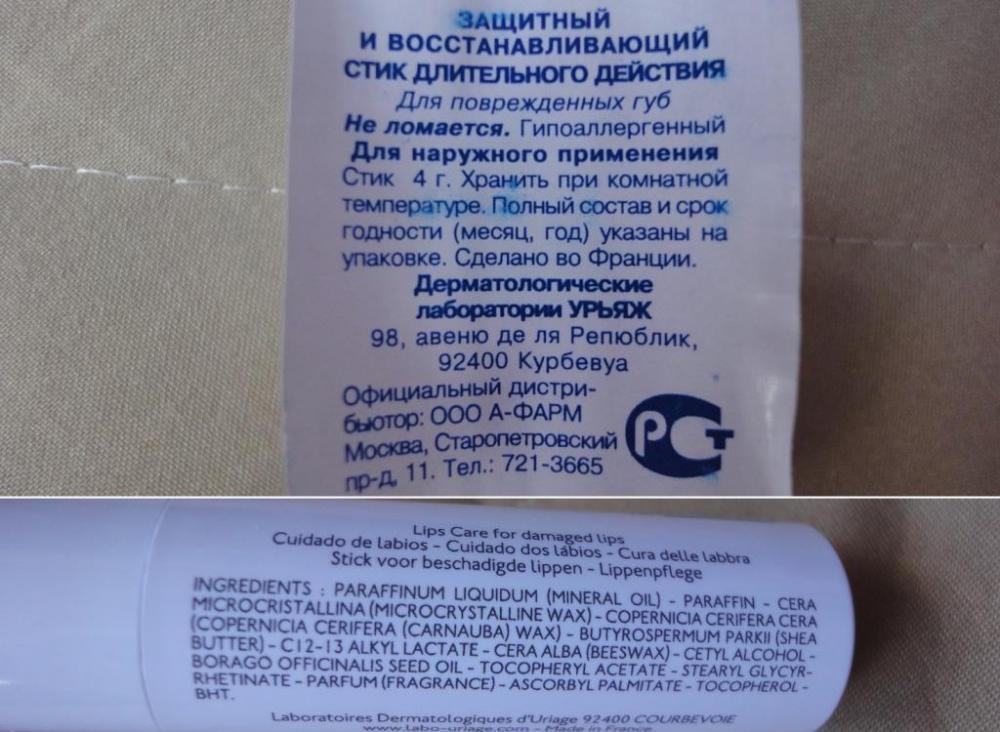 ЗАЩИТНЫЙ
И ВОССТАНАВЛИВАЮЩИЙ
СТИК ДЛИТЕЛЬНОГО ДЕЙСТВИЯ
Для поврежденных губ
Не ломается. Гипоаллергенный
Для наружного применения
Стик 4 г. Хранить при комнатной
температуре. Полный состав и срок
годности (месяц, год) указаны на
упаковке. Сделано во Франции.
Дерматологические
лаборатории УРЬЯЖ
98, авеню де ля Репюблик,
92400 Курбевуа
Официальный дистри-
бьютор: ООО А-ФАРМ
Москва, Старопетровский
пр-д, 11. Тел.: 721-3665
РСТ
Lips Care for damaged lips
Cuidado de labios - Cuidado dos lábios - Cura delle labbra
Stick voor beschadigde lippen - Lippenpflege
INGREDIENTS : PARAFFINUM LIQUIDUM (MINERAL OIL) - PARAFFIN - CERA
MICROCRISTALLINA (MICROCRYSTALLINE WAX) - COPERNICIA CERIFERA CERA
(COPERNICIA CERIFERA (CARNAUBA) WAX) - BUTYROSPERMUM PARKII (SHEA
BUTTER) - C12-13 ALKYL LACTATE - CERA ALBA (BEESWAX) - CETYL ALCOHOL -
BORAGO OFFICINALIS SEED OIL - TOCOPHERYL ACETATE - STEARYL GLYCYR-
RHETINATE - PARFUM (FRAGRANCE) - ASCORBYL PALMITATE - TOCOPHEROL -
BHT.
Laboratoires Dermatologiques d'Uriage 92400 COURBEVOIE
www.labo-uriage.com - Made in France